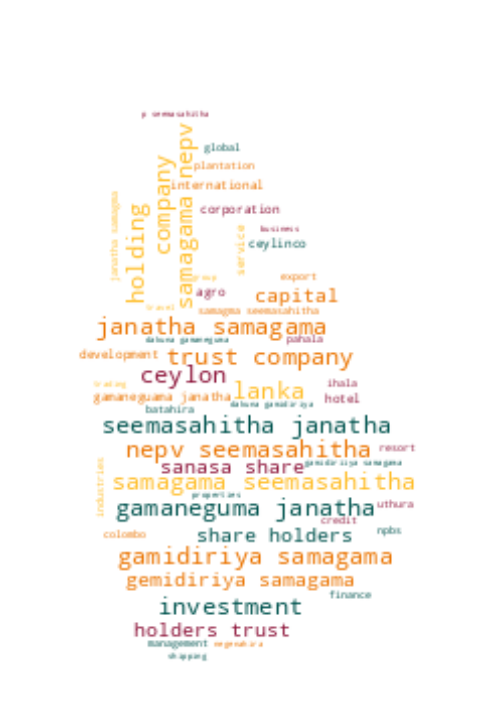 p seemasahitha
global
plantation
international
janatha samagama
holding
company
samagama nepv
corporation
business
service
ceylinco
group
export
agro
capital
travel
samagma seemasahitha
janatha samagama
dakuna gamaneguma
pahala
development
trust company
ceylon
trading
lanka
ihala
gamaneguama janatha
hotel
dakuna gamidiriya
batahira
seemasahitha janatha
nepv seemasahitha
resort
sanasa share
gamidiriiya samagama
industries
samagama seemasahitha
properties
gamaneguma janatha
uthura
credit
colombo
share holders
npbs
gamidiriya samagama
gemidiriya samagama
finance
investment
holders trust
management
negenahira
shipping